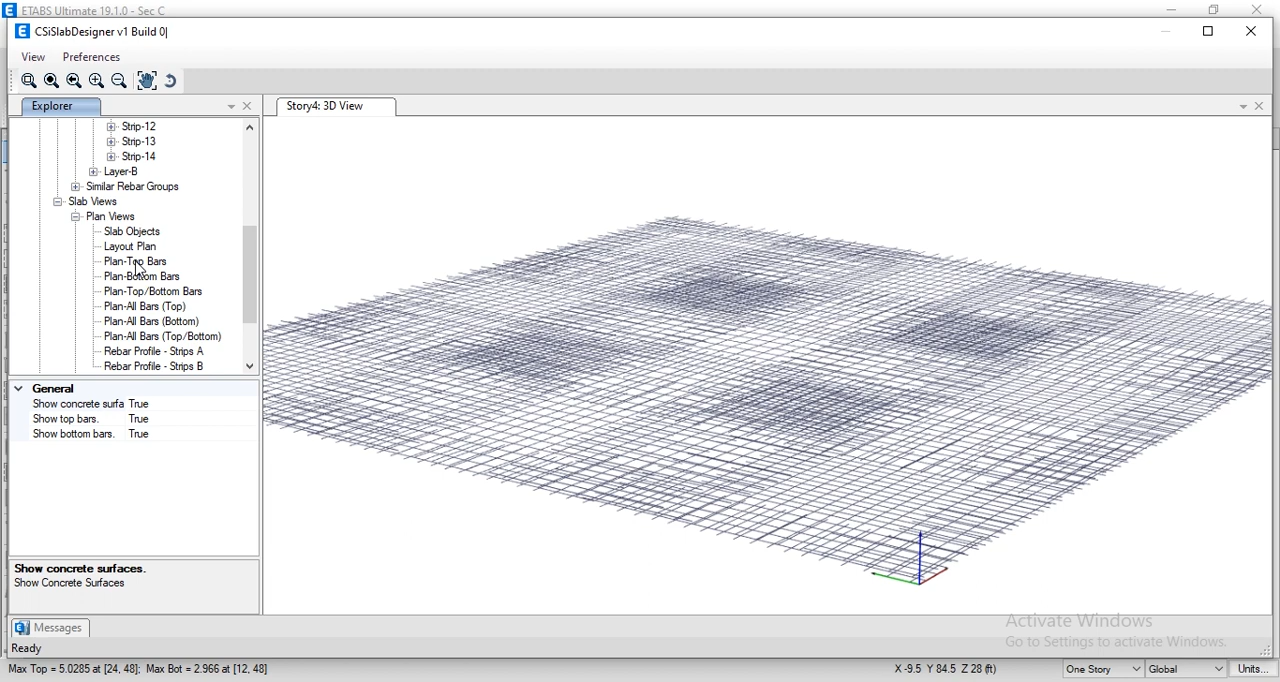 ETABS Ultimate 19.1.0 - Sec C
CSiSlabDesigner v1 Build 0|
View Preferences
Explorer
Story4: 3D View
Strip-12
Strip-13
Strip-14
Layer-B
Similar Rebar Groups
Slab Views
Plan Views
Slab Objects
Layout Plan
Plan-Top Bars
Plan-Bottom Bars
Plan-Top/Bottom Bars
Plan-All Bars (Top)
Plan-All Bars (Bottom)
Plan-All Bars (Top/Bottom)
Rebar Profile - Strips A
Rebar Profile - Strips B
General
Show concrete surfa True
Show top bars. True
Show bottom bars. True
Show concrete surfaces.
Show Concrete Surfaces
Messages
Activate Windows
Go to Settings to activate Windows.
Ready
Max Top = 5.0285 at [24, 48]; Max Bot = 2.966 at [12, 48]
X -9.5 Y 84.5 Z 28 (ft)
One Story
Global
Units...